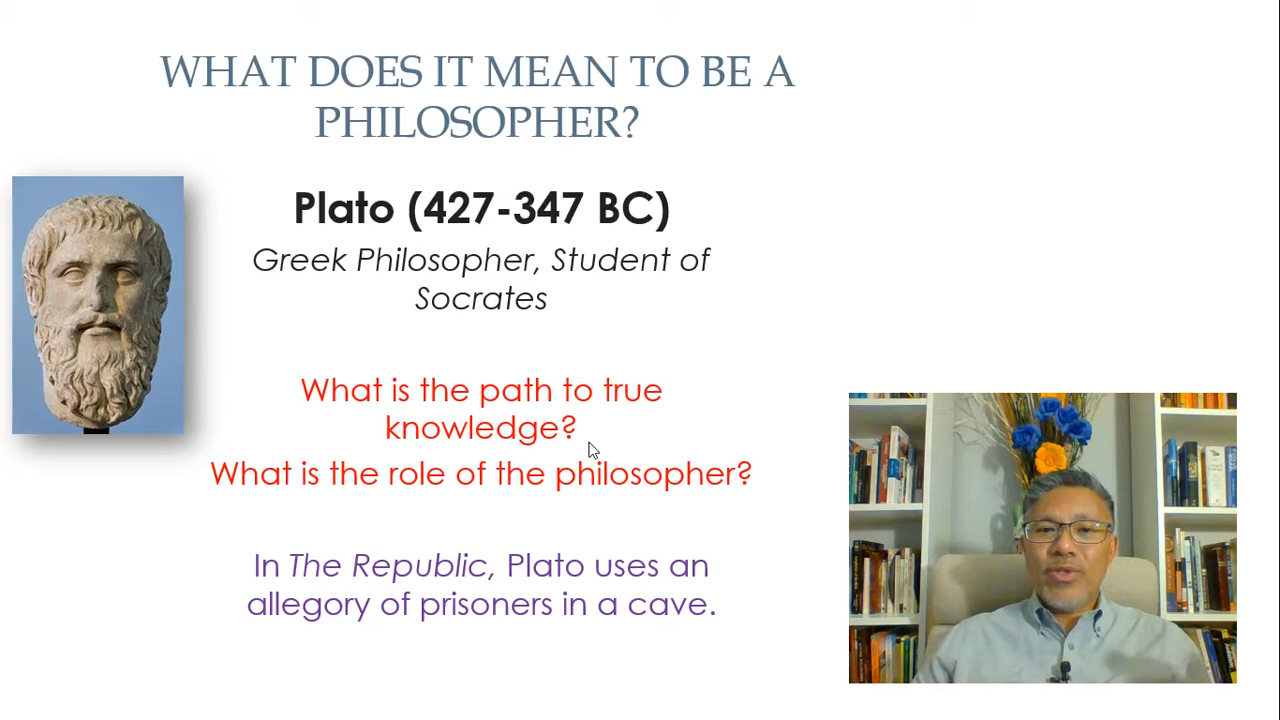 WHAT DOES IT MEAN TO BE A
PHILOSOPHER?
Plato (427-347 BC)
Greek Philosopher, Student of
Socrates
What is the path to true
knowledge?
What is the role of the philosopher?
In The Republic, Plato uses an
allegory of prisoners in a cave.